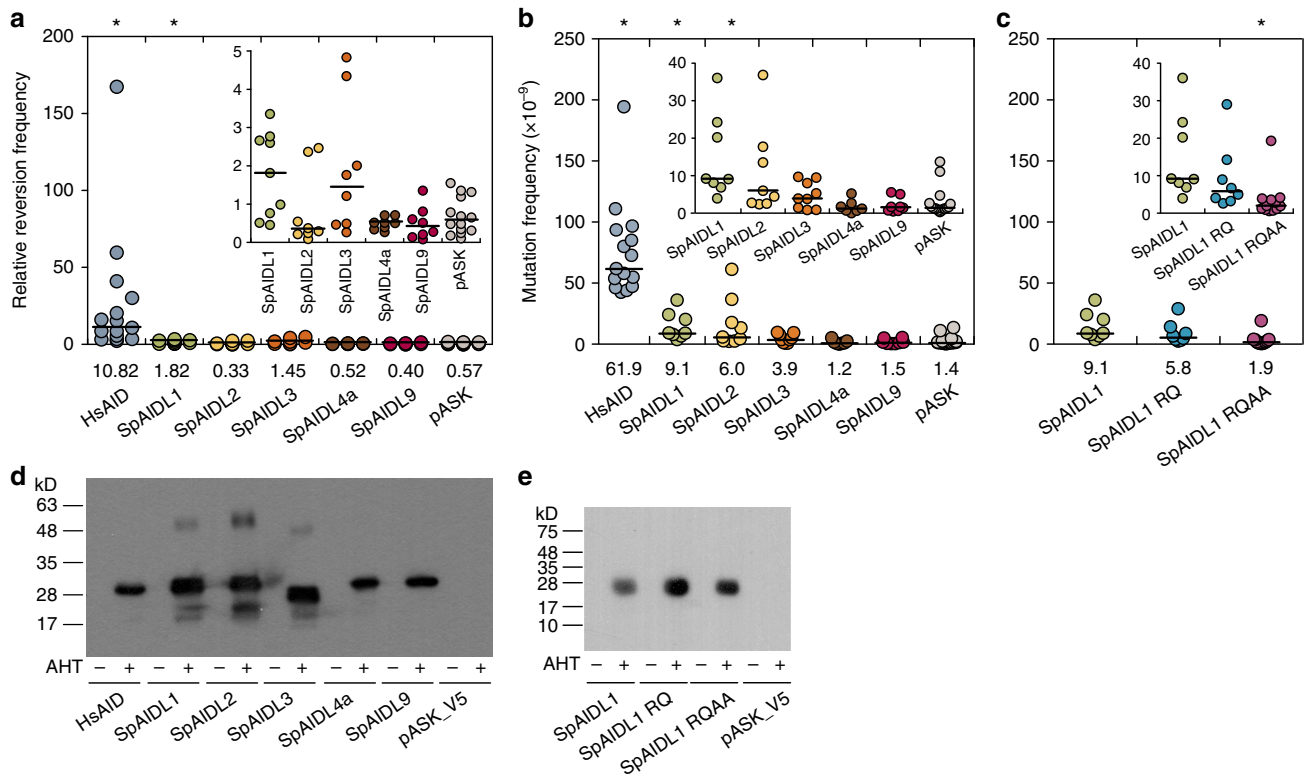 a
* *
Relative reversion frequency
200
150
100
50
0
5
4
3
2
1
0
SpAIDL1 SpAIDL2 SpAIDL3 SpAIDL4a SpAIDL9 pASK
10.82 1.82 0.33 1.45 0.52 0.40 0.57
HsAID SpAIDL1 SpAIDL2 SpAIDL3 SpAIDL4a SpAIDL9 pASK
b
* * *
Mutation frequency (×10−9)
250
200
150
100
50
0
40
30
20
10
0
SpAIDL1 SpAIDL2 SpAIDL3 SpAIDL4a SpAIDL9 pASK
61.9 9.1 6.0 3.9 1.2 1.5 1.4
HsAID SpAIDL1 SpAIDL2 SpAIDL3 SpAIDL4a SpAIDL9 pASK
c
*
250
200
150
100
50
0
40
30
20
10
0
SpAIDL1 SpAIDL1 RQ SpAIDL1 RQAA
9.1 5.8 1.9
SpAIDL1 SpAIDL1 RQ SpAIDL1 RQAA
d
kD
63
48
35
28
17
AHT − + − + − + − + − + − + − +
HsAID SpAIDL1 SpAIDL2 SpAIDL3 SpAIDL4a SpAIDL9 pASK_V5
e
kD
75
48
35
28
17
10
AHT − + − + − + − +
SpAIDL1 SpAIDL1 RQ SpAIDL1 RQAA pASK_V5